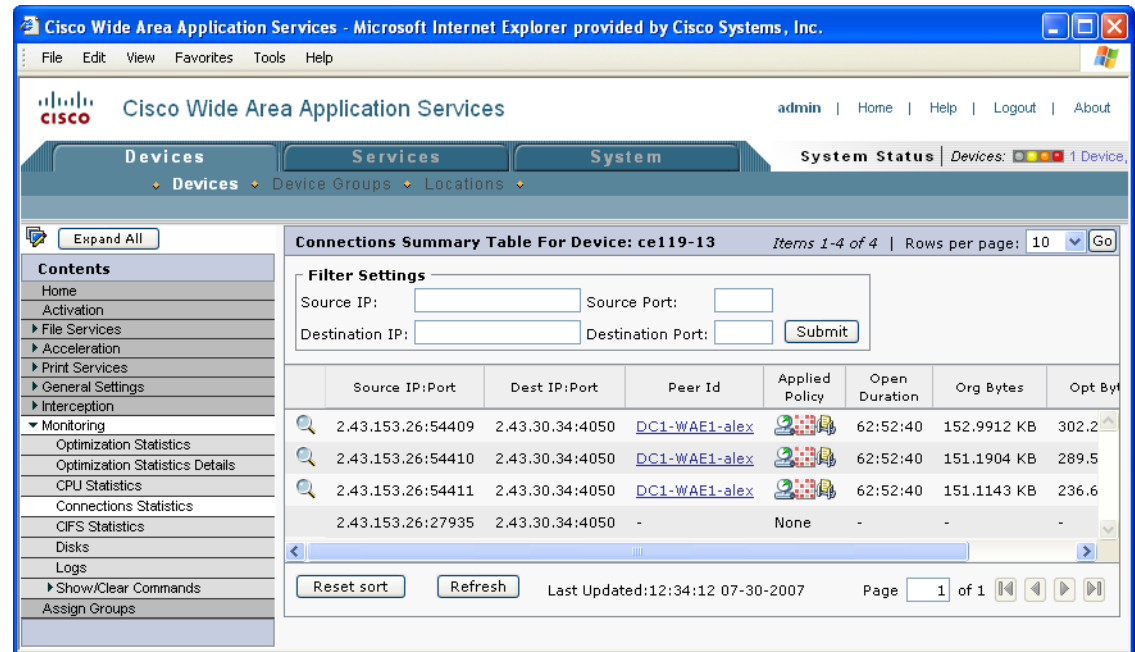 Cisco Wide Area Application Services - Microsoft Internet Explorer provided by Cisco Systems, Inc.
File Edit View Favorites Tools Help
CISCO Cisco Wide Area Application Services admin | Home | Help | Logout | About
Devices Services System System Status Devices: 1 Device,
Devices Device Groups Locations
Expand All
Contents
Home
Activation
File Services
Acceleration
Print Services
General Settings
Interception
Monitoring
Optimization Statistics
Optimization Statistics Details
CPU Statistics
Connections Statistics
CIFS Statistics
Disks
Logs
Show/Clear Commands
Assign Groups
Connections Summary Table For Device: ce119-13 Items 1-4 of 4 | Rows per page: 10 Go
Filter Settings
Source IP: Source Port:
Destination IP: Destination Port: Submit
Source IP:Port Dest IP:Port Peer Id Applied Policy Open Duration Org Bytes Opt Byt
2.43.153.26:54409 2.43.30.34:4050 DC1-WAE1-alex 62:52:40 152.9912 KB 302.2
2.43.153.26:54410 2.43.30.34:4050 DC1-WAE1-alex 62:52:40 151.1904 KB 289.5
2.43.153.26:54411 2.43.30.34:4050 DC1-WAE1-alex 62:52:40 151.1143 KB 236.6
2.43.153.26:27935 2.43.30.34:4050 - None - - -
Reset sort Refresh Last Updated:12:34:12 07-30-2007 Page 1 of 1